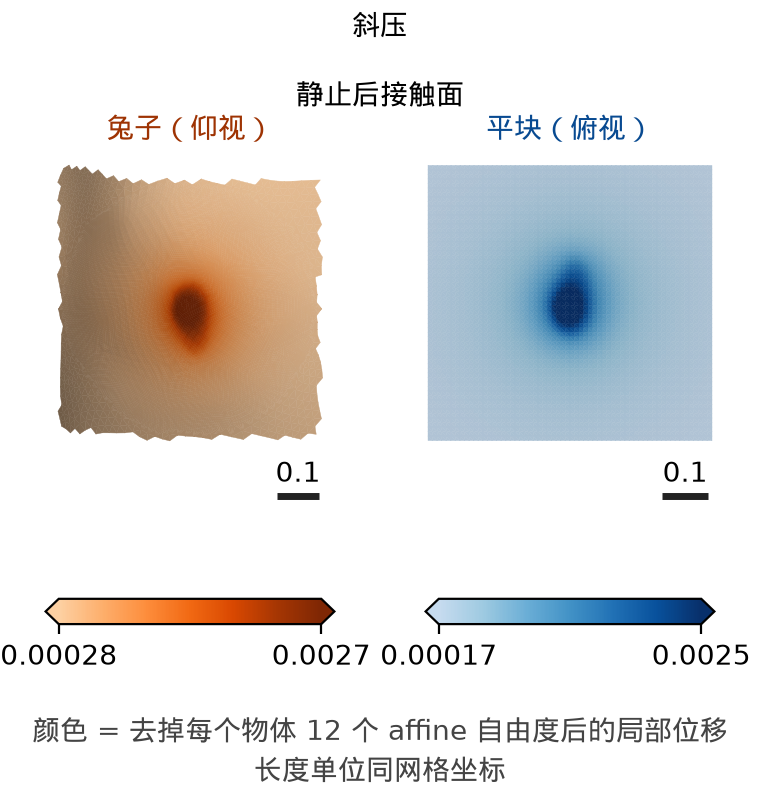 斜压
静止后接触面
兔子（仰视）
平块（俯视）
0.1
0.1
0.00028
0.0027
0.00017
0.0025
颜色 = 去掉每个物体 12 个 affine 自由度后的局部位移
长度单位同网格坐标